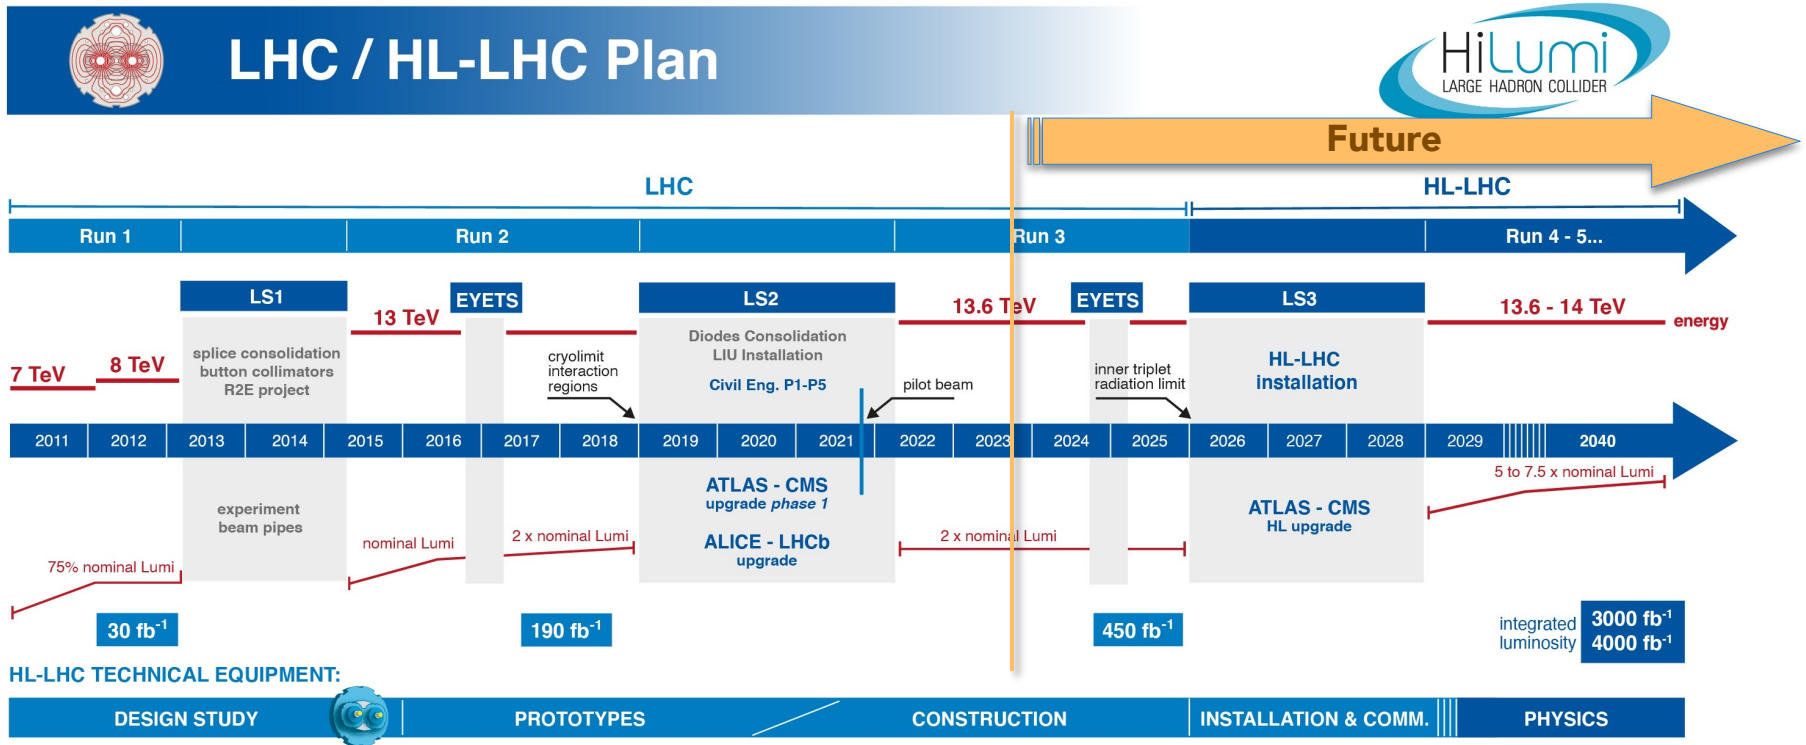 LHC / HL-LHC Plan
HiLumi
LARGE HADRON COLLIDER
Future
LHC
HL-LHC
Run 1
Run 2
Run 3
Run 4 - 5...
LS1
EYETS
LS2
EYETS
LS3
13 TeV
13.6 TeV
13.6 - 14 TeV
energy
7 TeV
8 TeV
splice consolidation
button collimators
R2E project
cryolimit
interaction
regions
Diodes Consolidation
LIU Installation
Civil Eng. P1-P5
pilot beam
inner triplet
radiation limit
HL-LHC
installation
2011
2012
2013
2014
2015
2016
2017
2018
2019
2020
2021
2022
2023
2024
2025
2026
2027
2028
2029
2040
5 to 7.5 x nominal Lumi
experiment
beam pipes
ATLAS - CMS
upgrade phase 1
ALICE - LHCb
upgrade
ATLAS - CMS
HL upgrade
75% nominal Lumi
nominal Lumi
2 x nominal Lumi
2 x nominal Lumi
30 fb⁻¹
190 fb⁻¹
450 fb⁻¹
integrated
luminosity
3000 fb⁻¹
4000 fb⁻¹
HL-LHC TECHNICAL EQUIPMENT:
DESIGN STUDY
PROTOTYPES
CONSTRUCTION
INSTALLATION & COMM.
PHYSICS